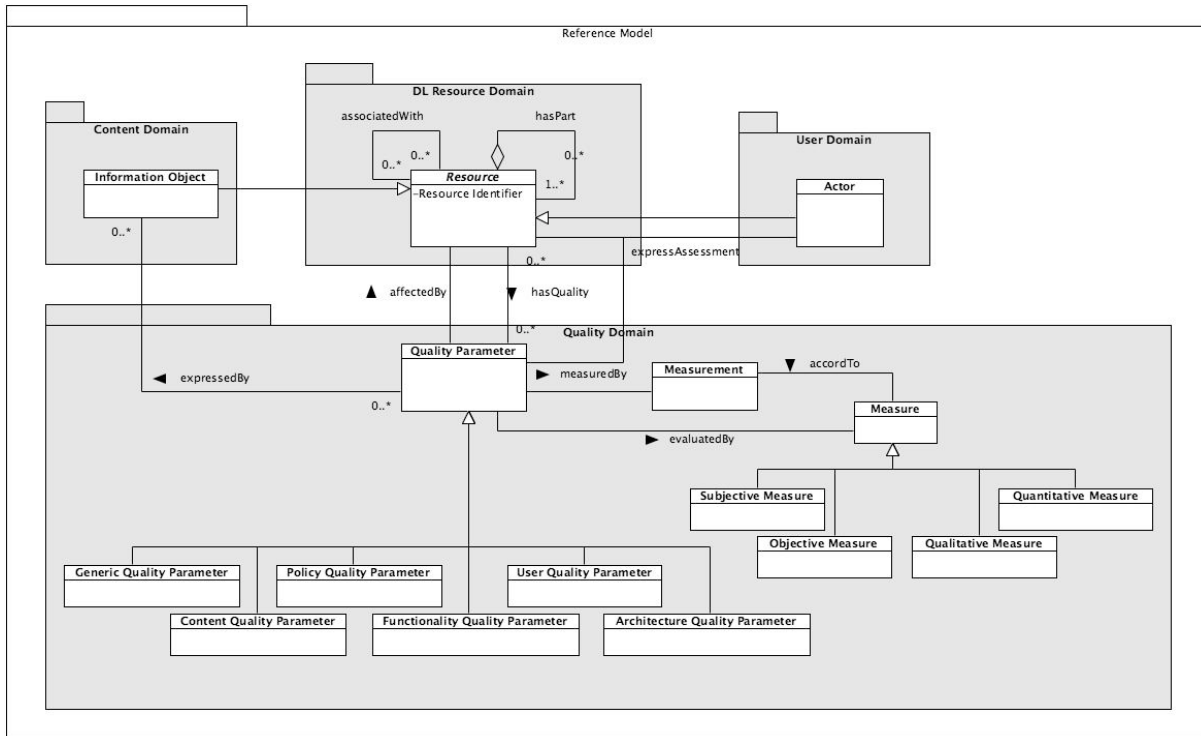 Reference Model
DL Resource Domain
Content Domain
User Domain
associatedWith
hasPart
0..*
0..*
0..*
Information Object
Resource
1..*
Actor
-Resource Identifier
0..*
0..*
expressAssessment
affectedBy
hasQuality
0..*
Quality Domain
Quality Parameter
expressedBy
measuredBy
Measurement
accordTo
0..*
Measure
evaluatedBy
Subjective Measure
Quantitative Measure
Objective Measure
Qualitative Measure
Generic Quality Parameter
Policy Quality Parameter
User Quality Parameter
Content Quality Parameter
Functionality Quality Parameter
Architecture Quality Parameter